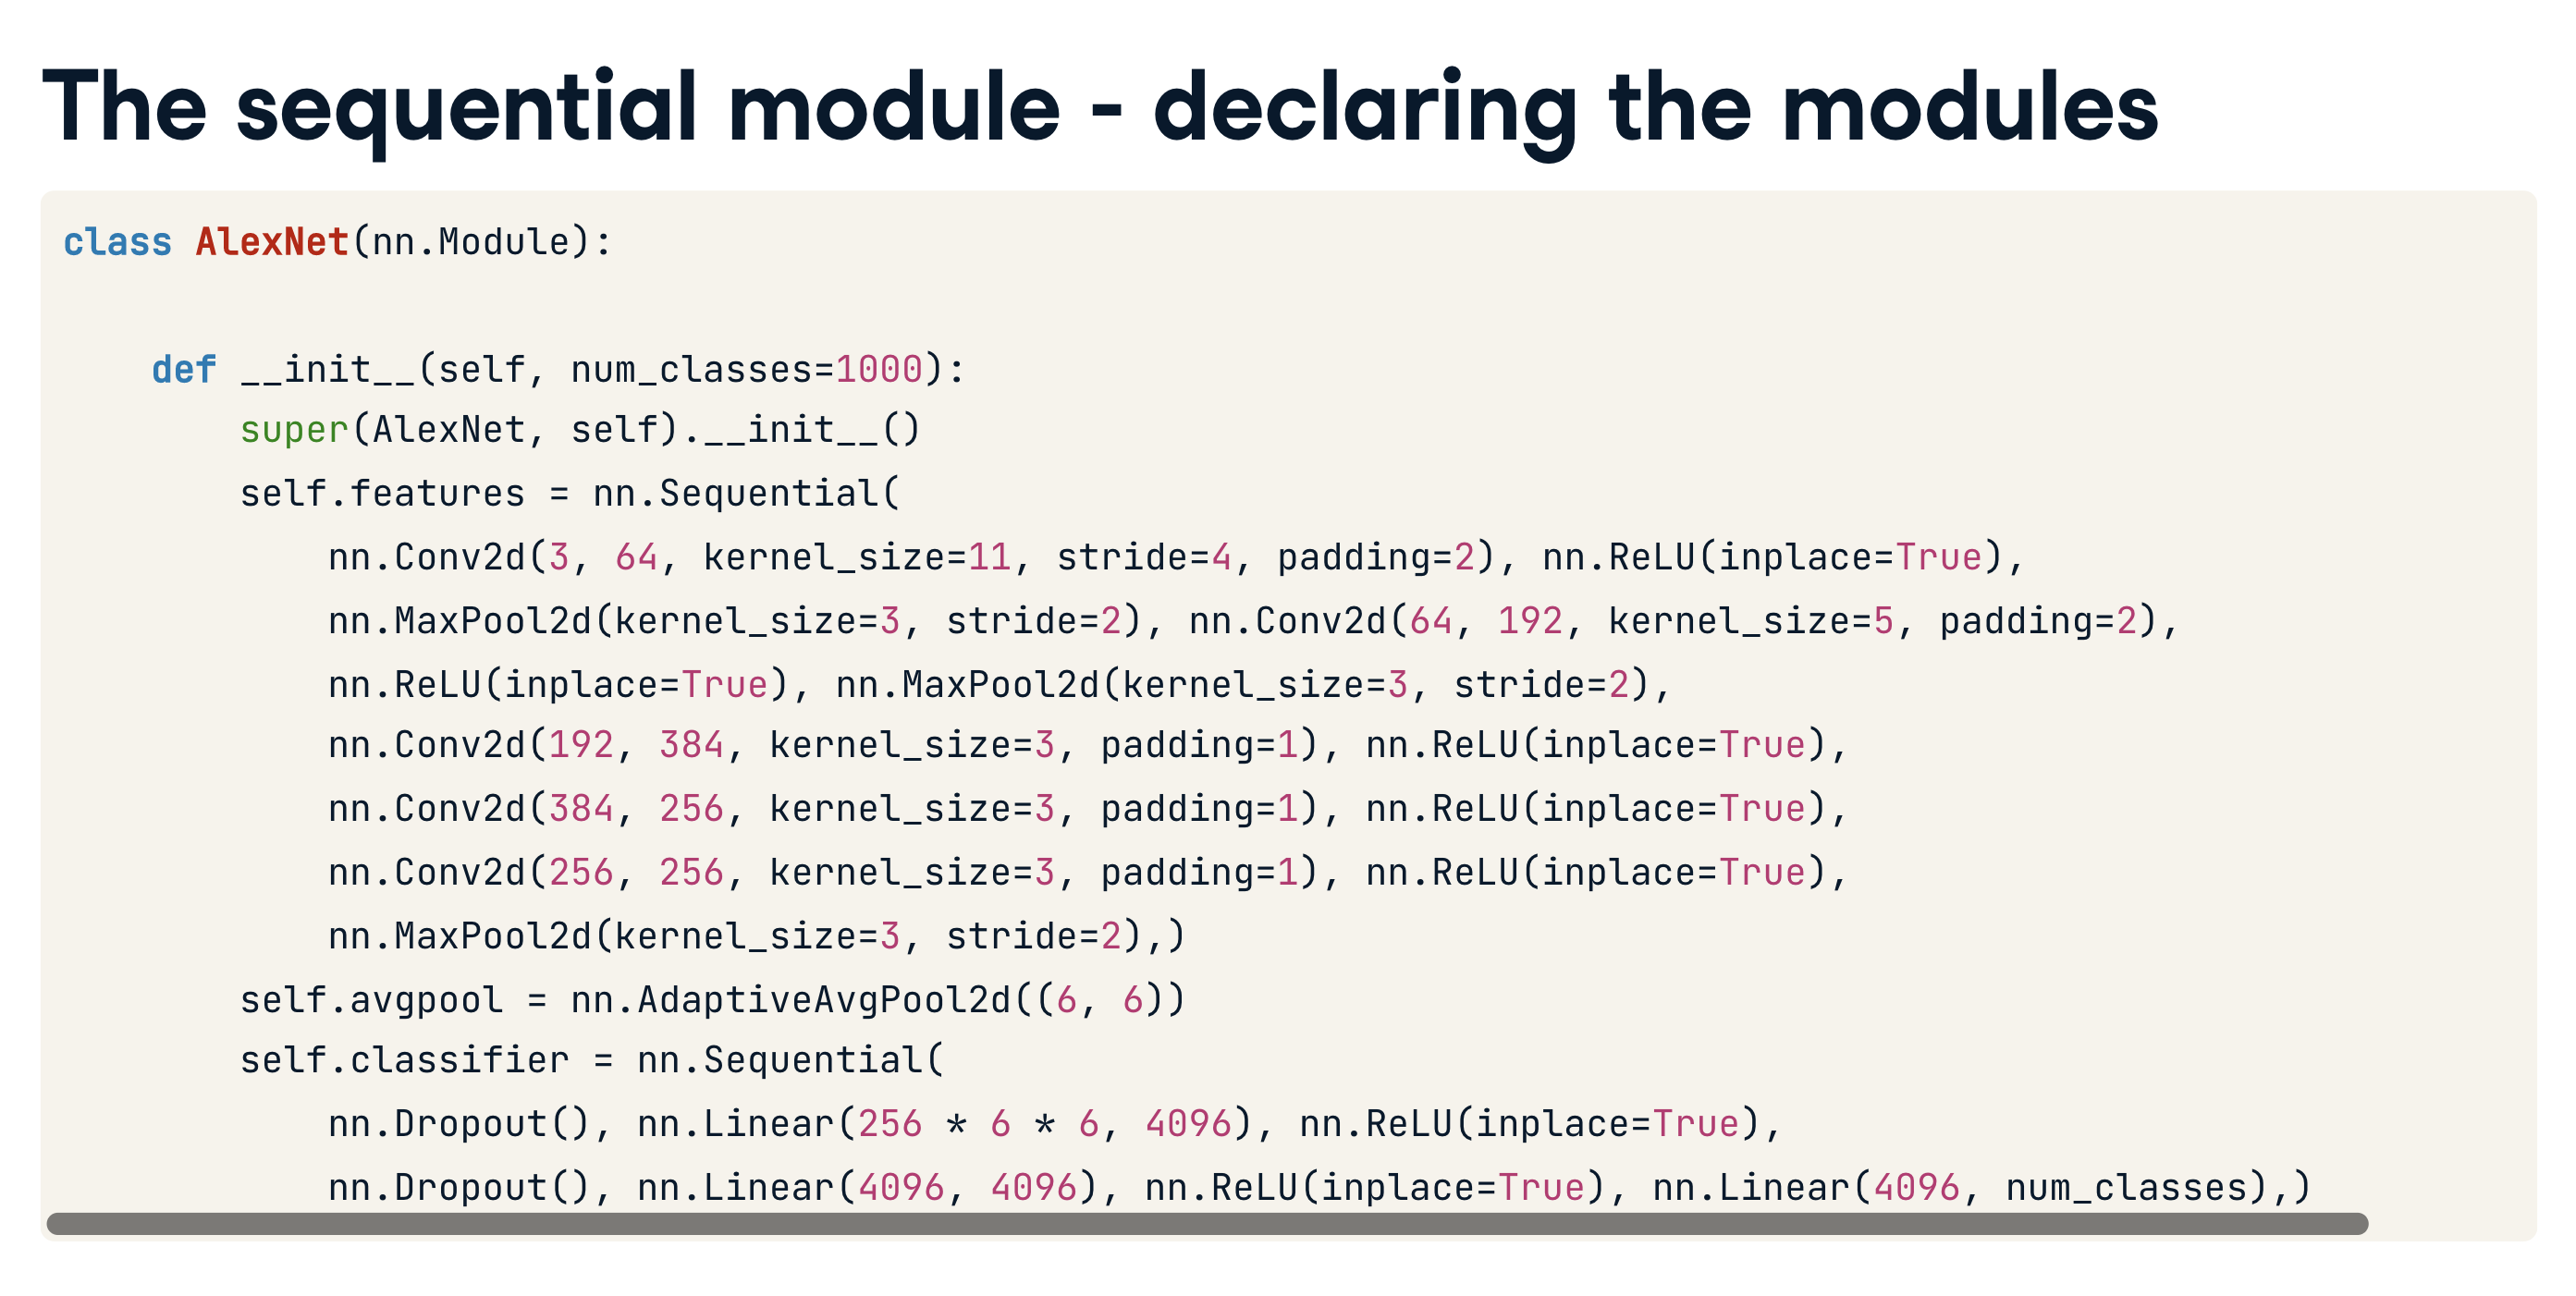 The sequential module - declaring the modules
class AlexNet(nn.Module):
    def __init__(self, num_classes=1000):
        super(AlexNet, self).__init__()
        self.features = nn.Sequential(
            nn.Conv2d(3, 64, kernel_size=11, stride=4, padding=2), nn.ReLU(inplace=True),
            nn.MaxPool2d(kernel_size=3, stride=2), nn.Conv2d(64, 192, kernel_size=5, padding=2),
            nn.ReLU(inplace=True), nn.MaxPool2d(kernel_size=3, stride=2),
            nn.Conv2d(192, 384, kernel_size=3, padding=1), nn.ReLU(inplace=True),
            nn.Conv2d(384, 256, kernel_size=3, padding=1), nn.ReLU(inplace=True),
            nn.Conv2d(256, 256, kernel_size=3, padding=1), nn.ReLU(inplace=True),
            nn.MaxPool2d(kernel_size=3, stride=2),)
        self.avgpool = nn.AdaptiveAvgPool2d((6, 6))
        self.classifier = nn.Sequential(
            nn.Dropout(), nn.Linear(256 * 6 * 6, 4096), nn.ReLU(inplace=True),
            nn.Dropout(), nn.Linear(4096, 4096), nn.ReLU(inplace=True), nn.Linear(4096, num_classes),)